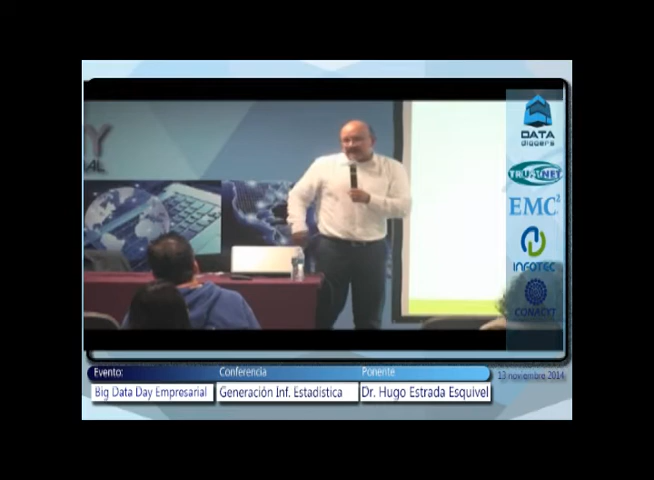 DATA
diggers
TRUSTNET
EMC²
INFOTEC
CONACYT
Evento:
Conferencia
Ponente
13 noviembre 2014
Big Data Day Empresarial
Generación Inf. Estadística
Dr. Hugo Estrada Esquivel